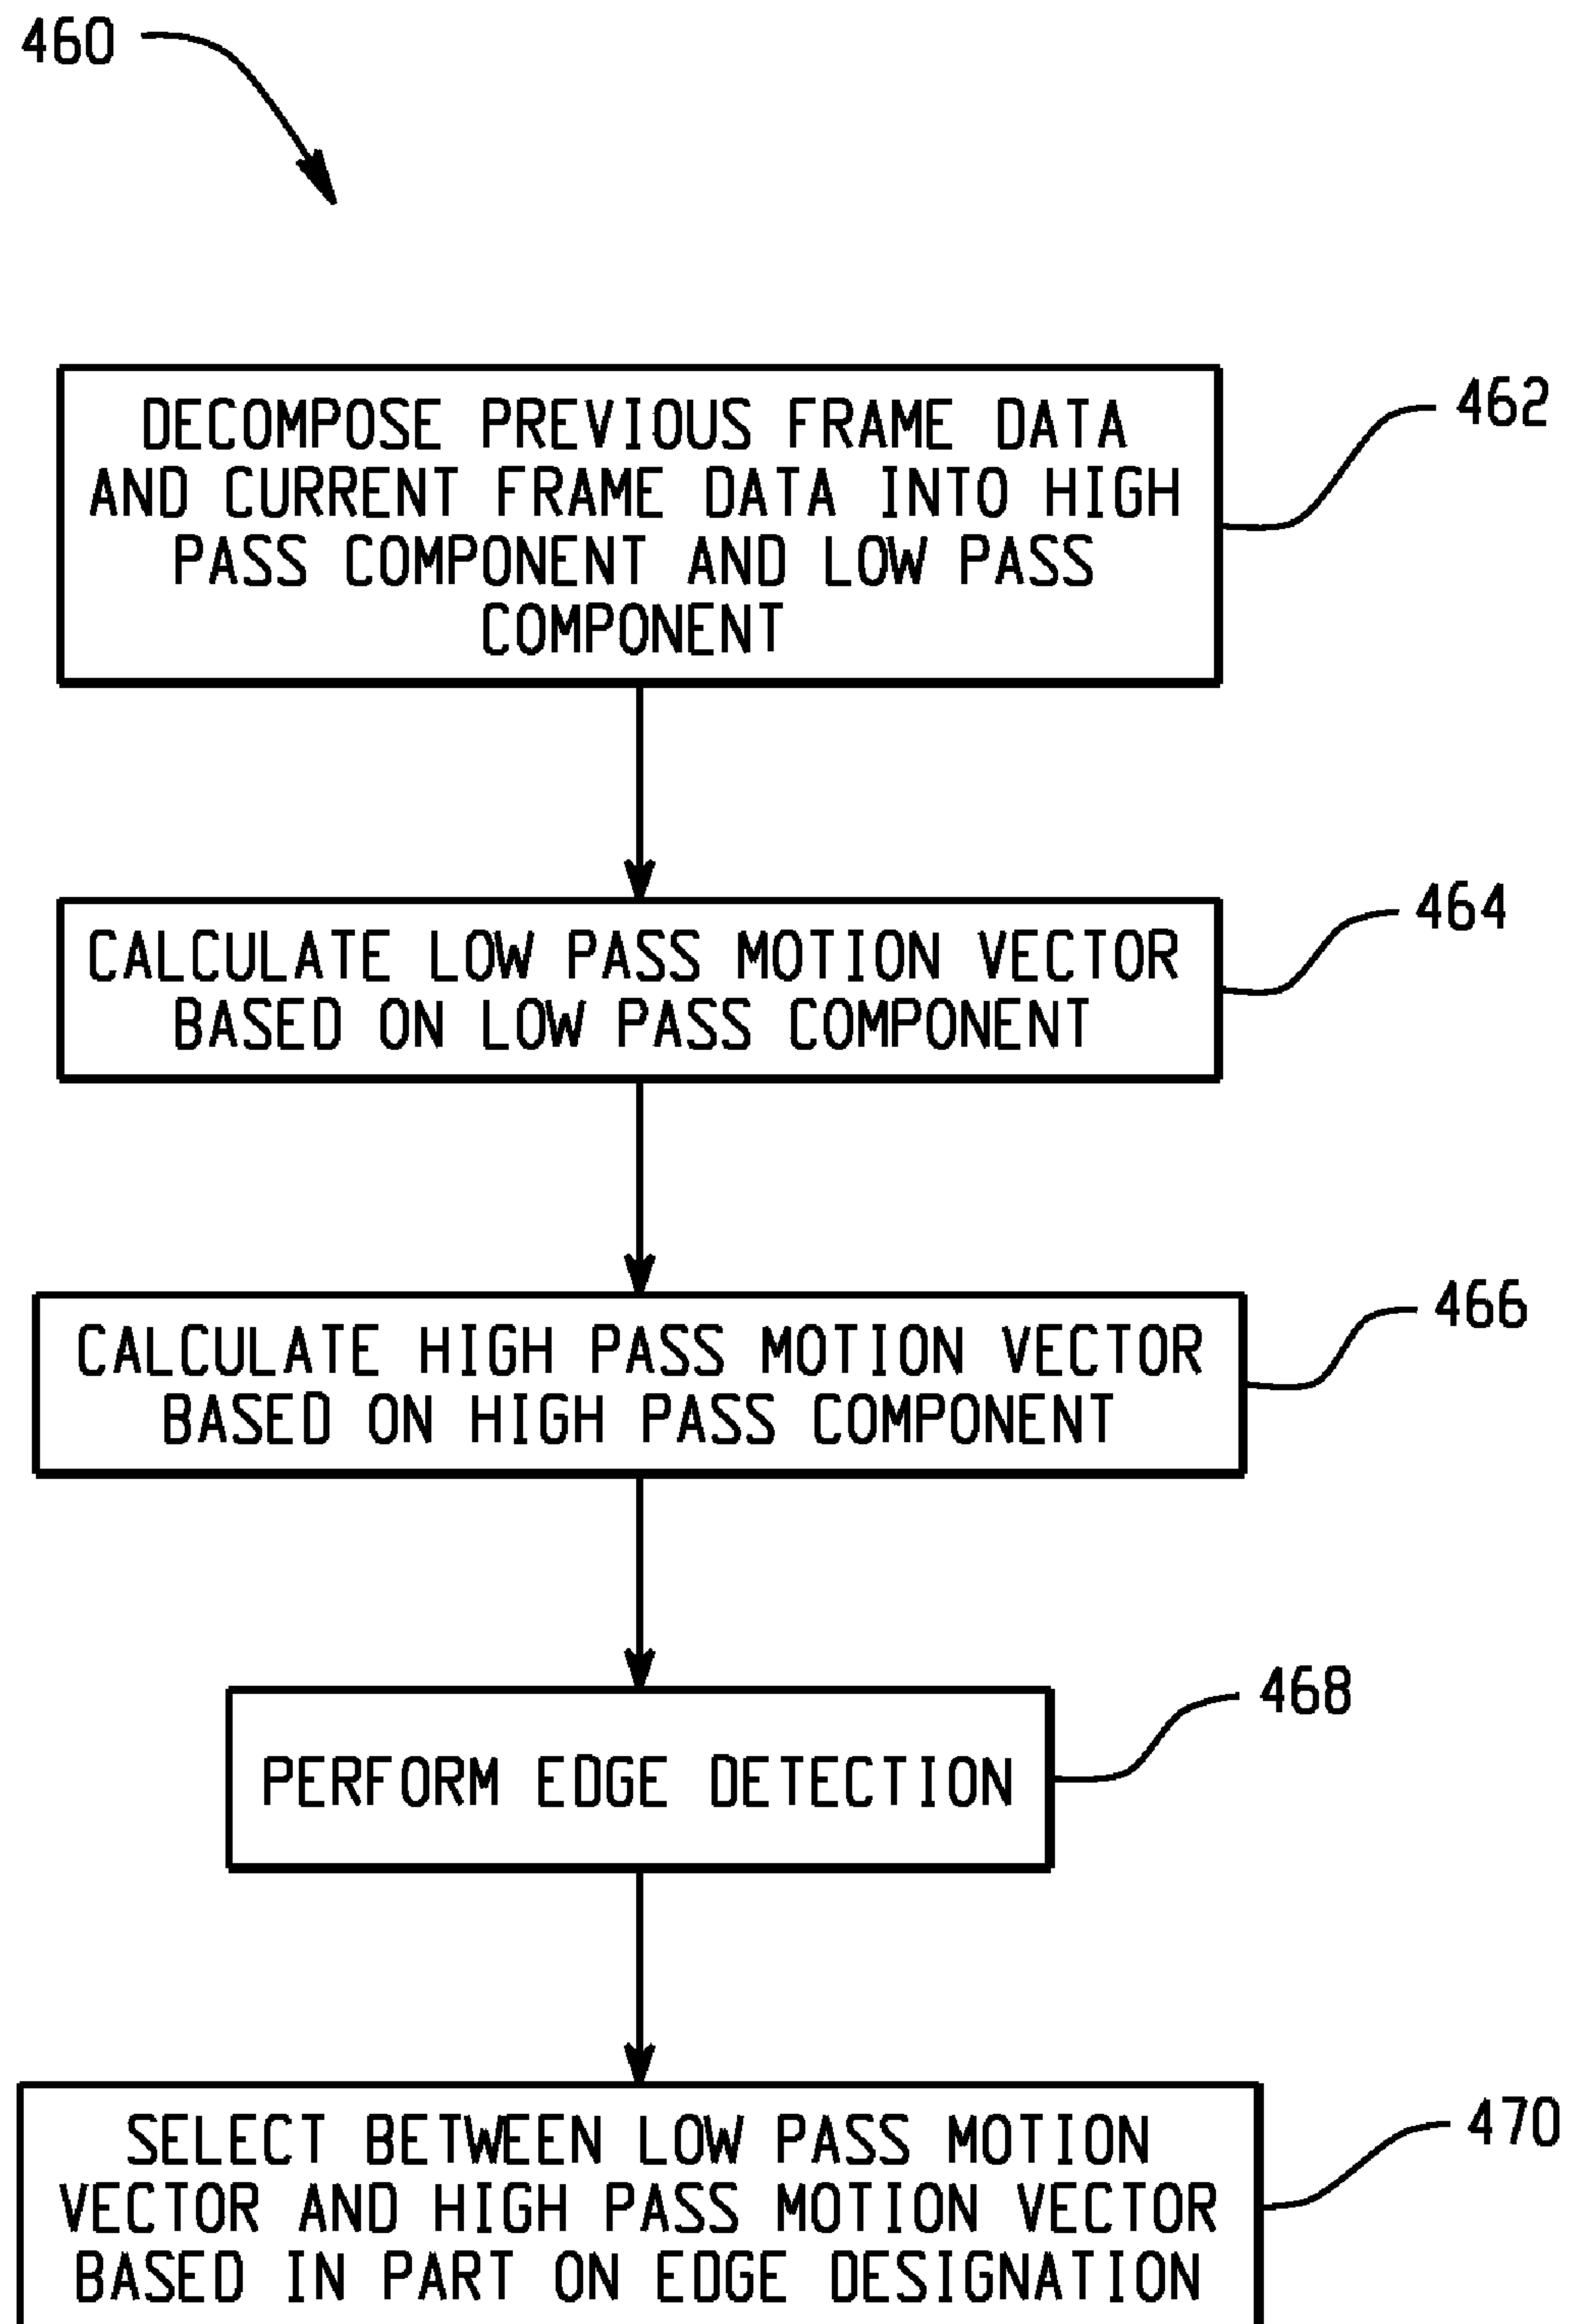 460
DECOMPOSE PREVIOUS FRAME DATA
AND CURRENT FRAME DATA INTO HIGH
PASS COMPONENT AND LOW PASS
COMPONENT
462
CALCULATE LOW PASS MOTION VECTOR
BASED ON LOW PASS COMPONENT
464
CALCULATE HIGH PASS MOTION VECTOR
BASED ON HIGH PASS COMPONENT
466
PERFORM EDGE DETECTION
468
SELECT BETWEEN LOW PASS MOTION
VECTOR AND HIGH PASS MOTION VECTOR
BASED IN PART ON EDGE DESIGNATION
470